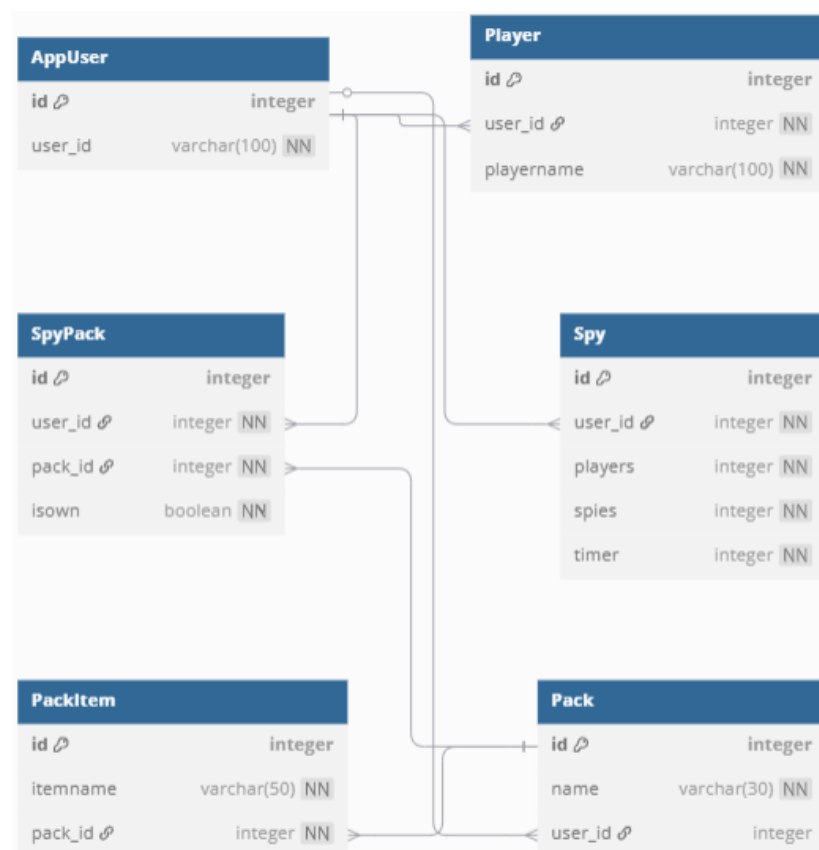 AppUser
id integer
user_id varchar(100) NN
Player
id integer
user_id integer NN
playername varchar(100) NN
SpyPack
id integer
user_id integer NN
pack_id integer NN
isown boolean NN
Spy
id integer
user_id integer NN
players integer NN
spies integer NN
timer integer NN
PackItem
id integer
itemname varchar(50) NN
pack_id integer NN
Pack
id integer
name varchar(30) NN
user_id integer